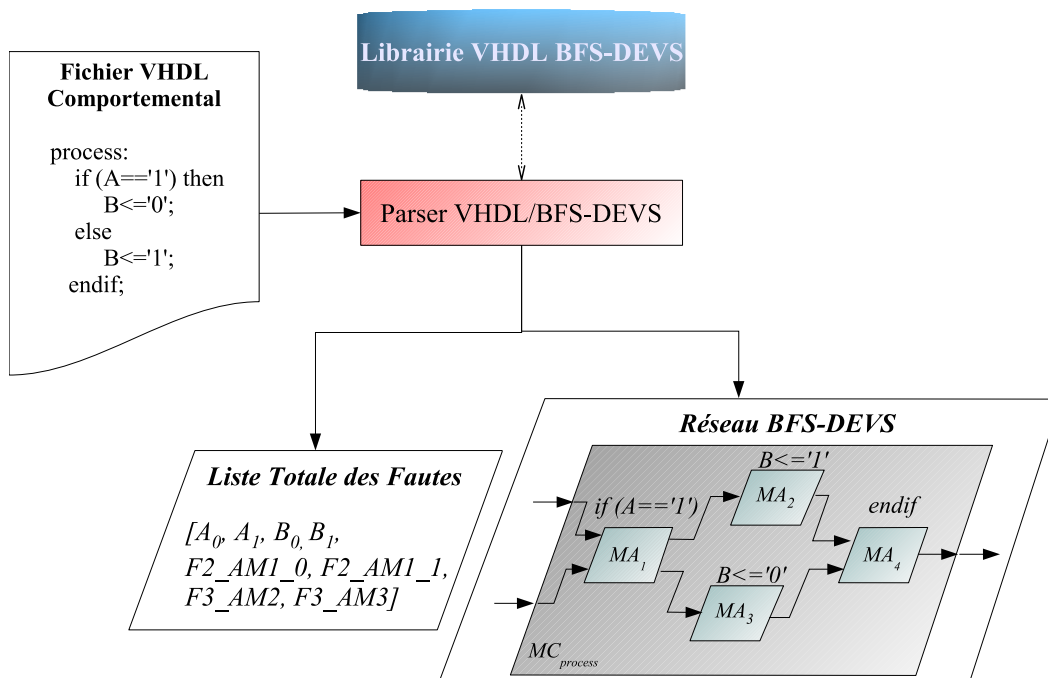 Librairie VHDL BFS-DEVS
Fichier VHDL
Comportemental
process:
if (A=='1') then
B<='0';
else
B<='1';
endif;
Parser VHDL/BFS-DEVS
Liste Totale des Fautes
[A0, A1, B0, B1,
F2_AM1_0, F2_AM1_1,
F3_AM2, F3_AM3]
Réseau BFS-DEVS
B<='1'
MA2
if (A=='1')
MA1
endif
MA4
B<='0'
MA3
MCprocess